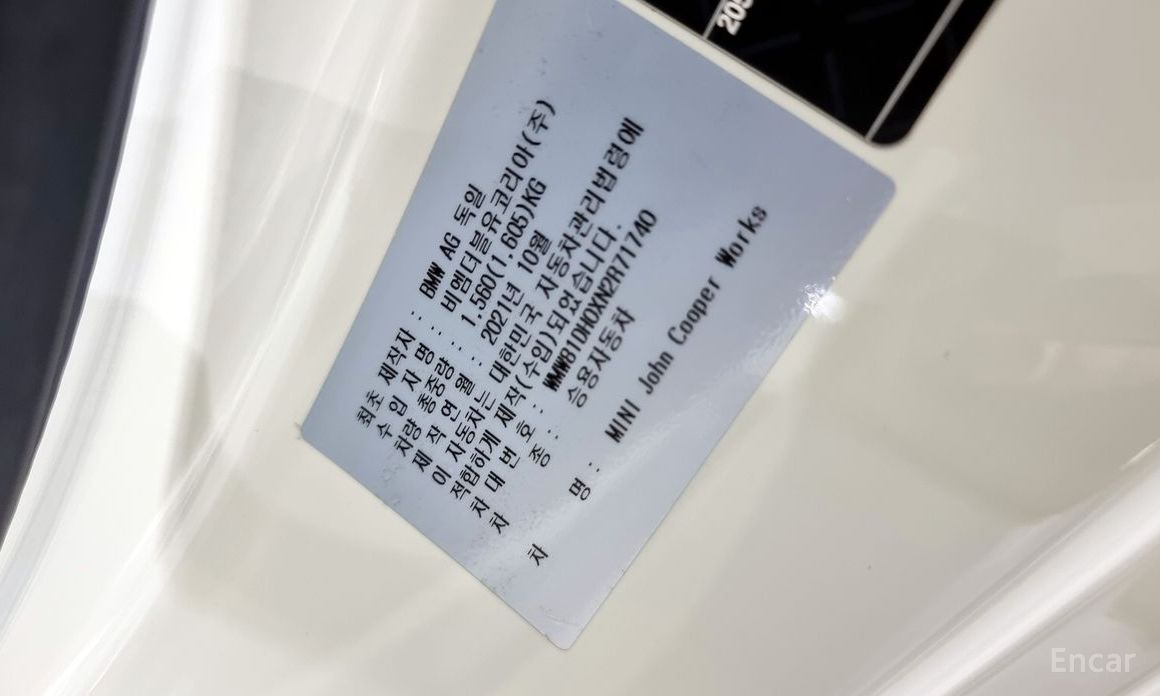 205
최초 제작자 : BMW AG 독일
수 입 자 명 : 비엠더블유코리아(주)
차량 총중량 : 1,560(1,605)KG
제 작 연 월 : 2021년 10월
이 자동차는 대한민국 자동차관리법령에
적합하게 제작(수입)되었습니다.
차 대 번 호 : WMW81DH0XN2R71740
차 종 : 승용자동차
차 명 : MINI John Cooper Works
Encar